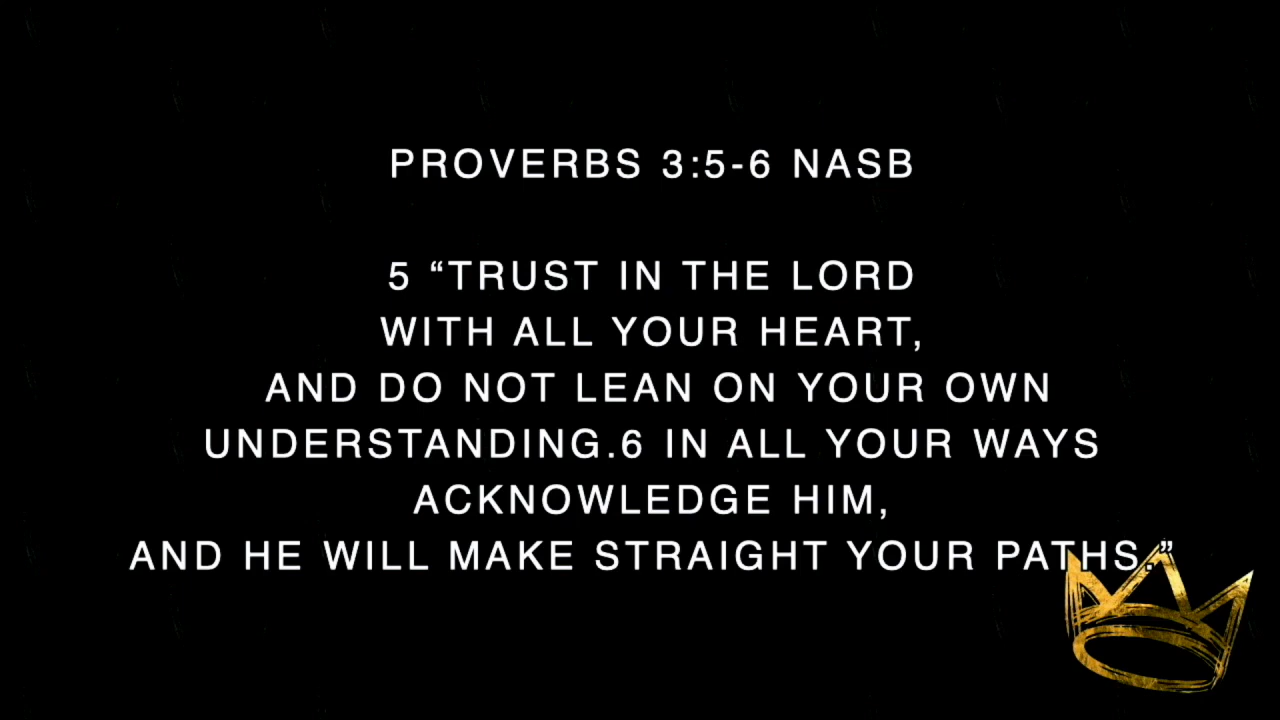 PROVERBS 3:5-6 NASB
5 “TRUST IN THE LORD
WITH ALL YOUR HEART,
AND DO NOT LEAN ON YOUR OWN
UNDERSTANDING.6 IN ALL YOUR WAYS
ACKNOWLEDGE HIM,
AND HE WILL MAKE STRAIGHT YOUR PATHS.”